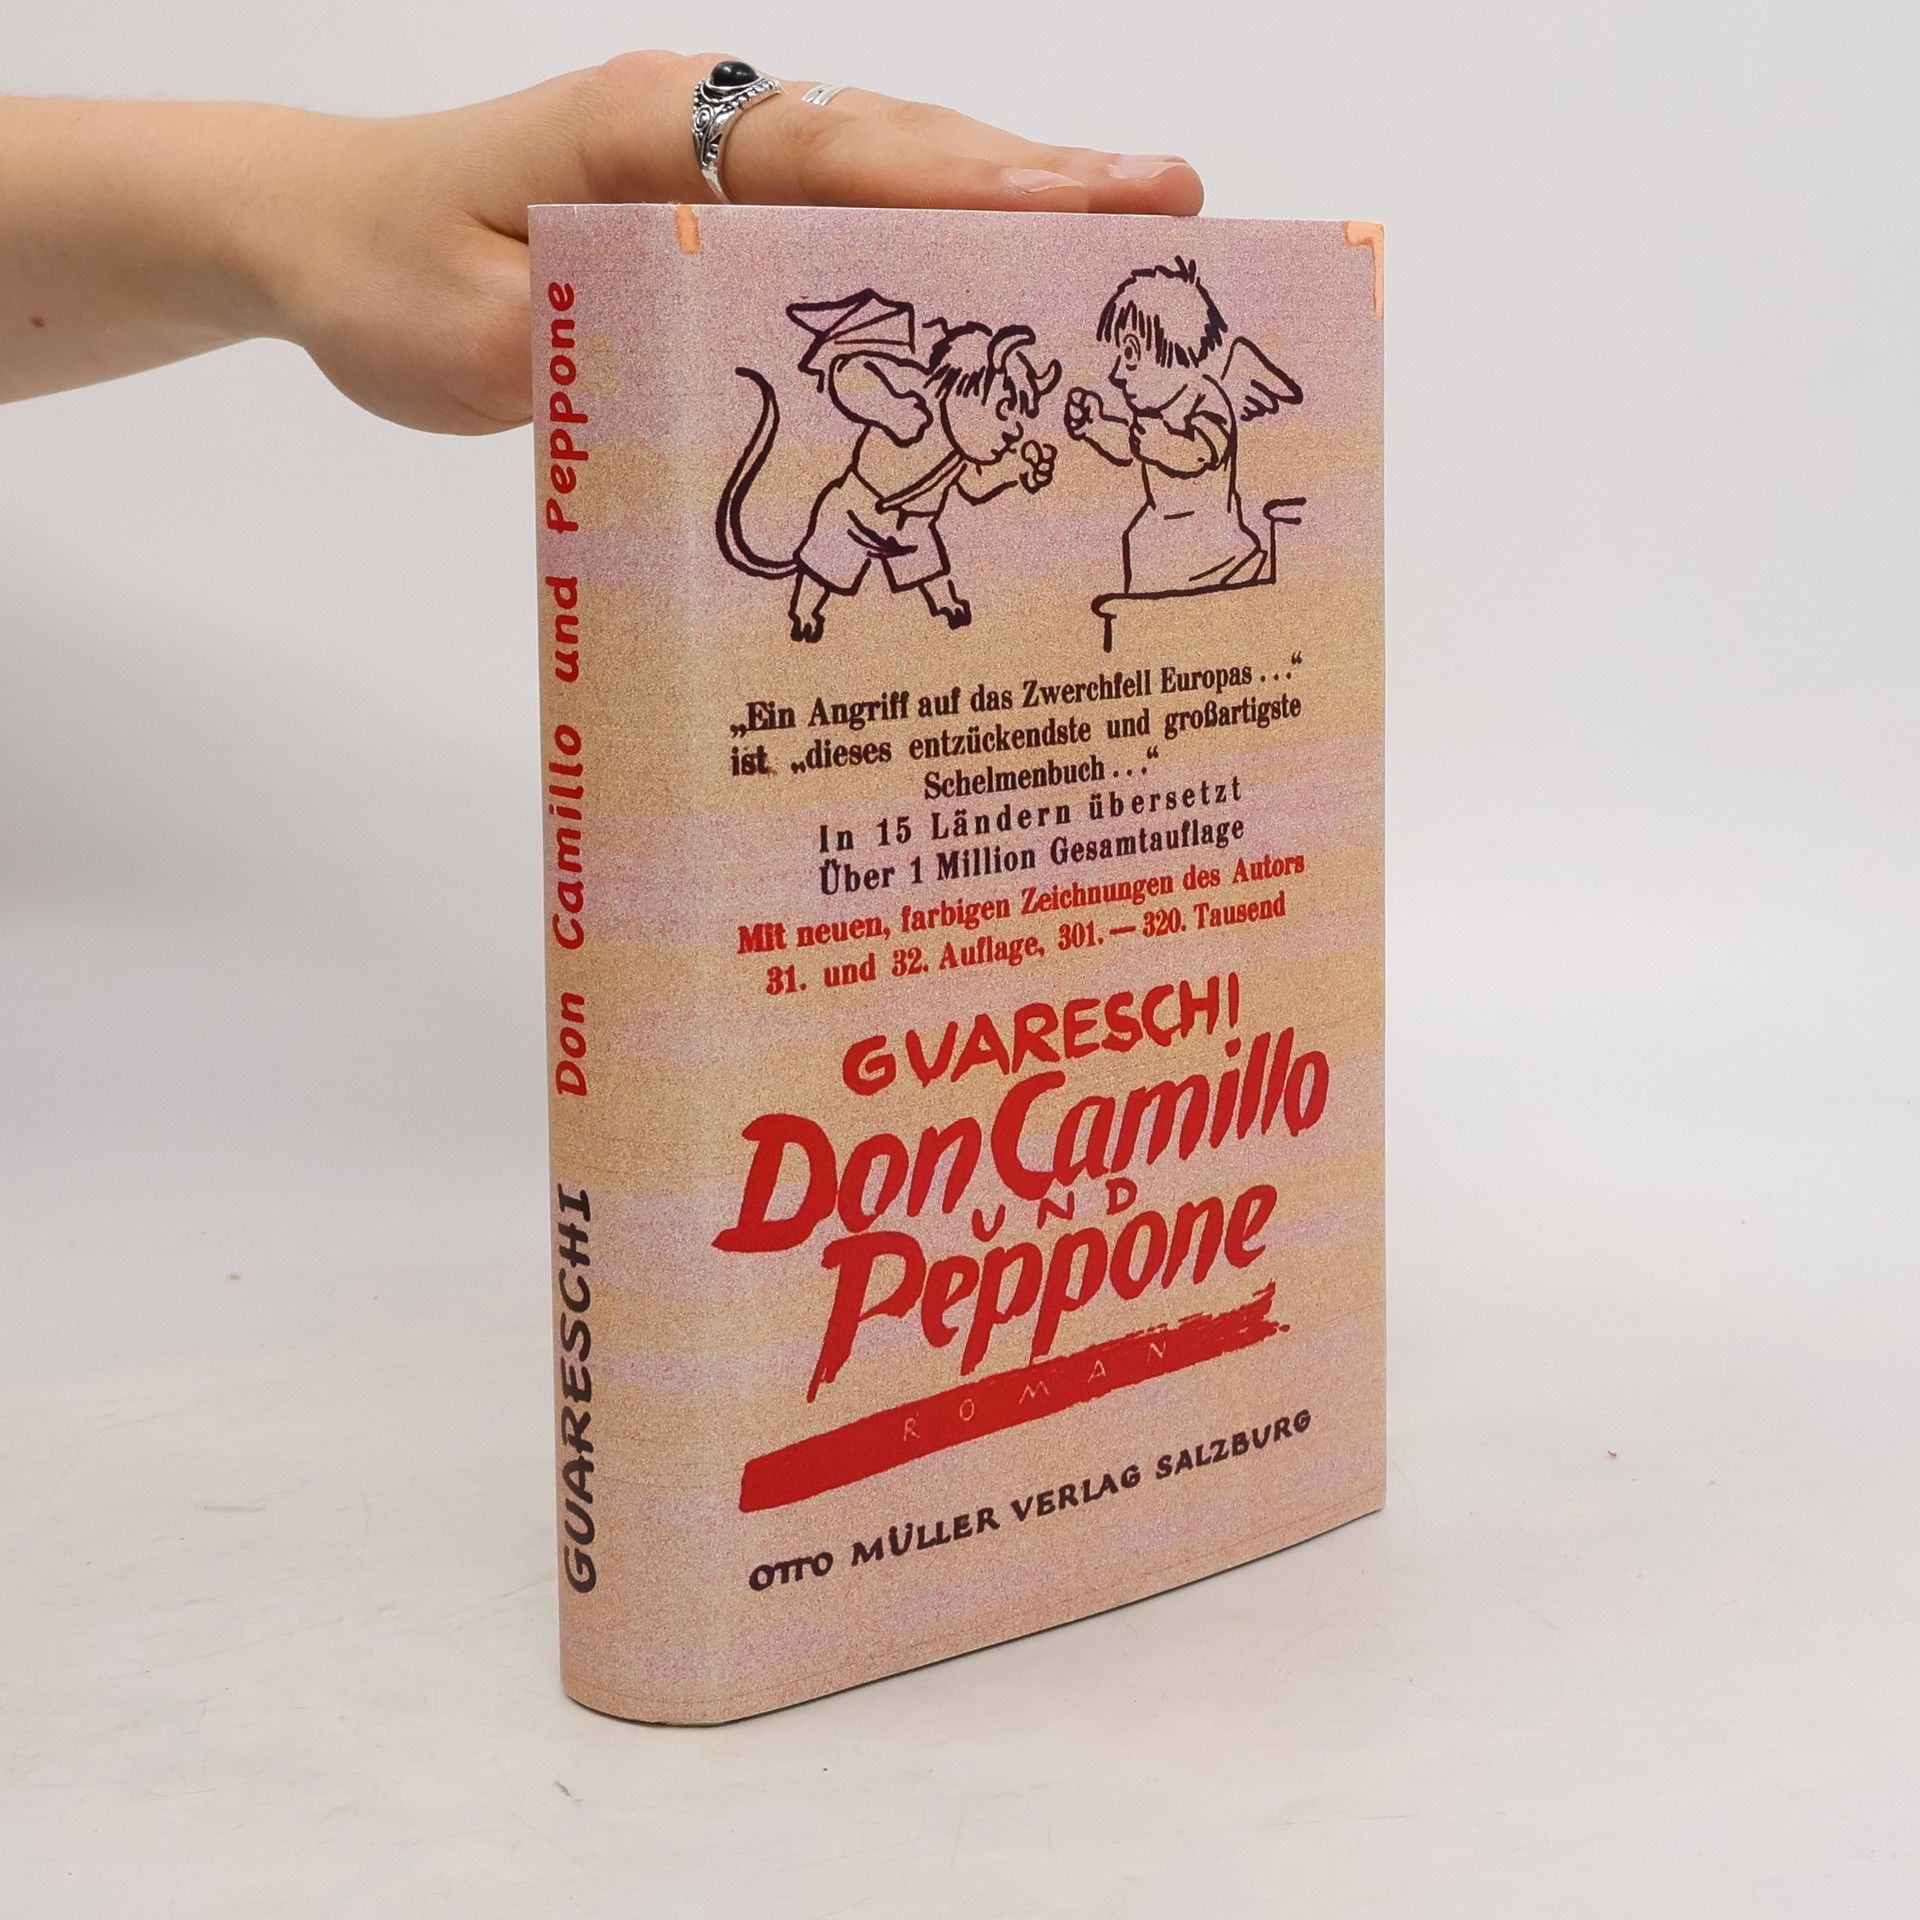 GUARESCHI Don Camillo und Peppone
„Ein Angriff auf das Zwerchfell Europas . . .“
ist „dieses entzückendste und großartigste
Schelmenbuch . . .“
In 15 Ländern übersetzt
Über 1 Million Gesamtauflage
Mit neuen, farbigen Zeichnungen des Autors
31. und 32. Auflage, 301. — 320. Tausend
GUARESCHI
Don Camillo
UND
Peppone
ROMAN
OTTO MÜLLER VERLAG SALZBURG